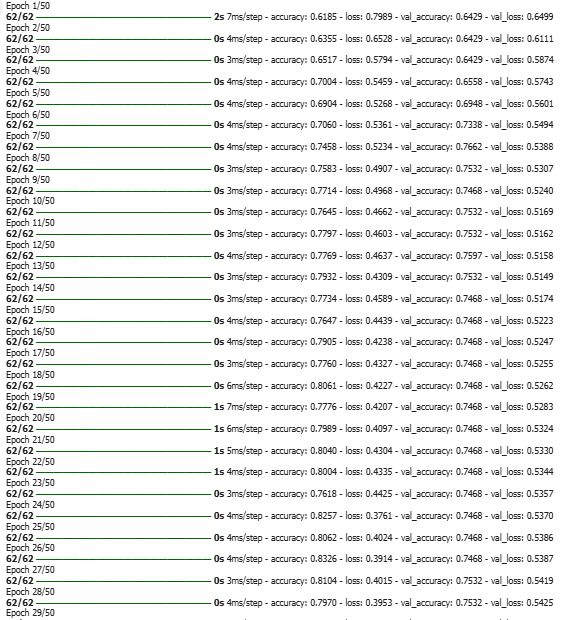 Epoch 1/50
62/62 2s 7ms/step - accuracy: 0.6185 - loss: 0.7989 - val_accuracy: 0.6429 - val_loss: 0.6499
Epoch 2/50
62/62 0s 4ms/step - accuracy: 0.6355 - loss: 0.6528 - val_accuracy: 0.6429 - val_loss: 0.6111
Epoch 3/50
62/62 0s 3ms/step - accuracy: 0.6517 - loss: 0.5794 - val_accuracy: 0.6429 - val_loss: 0.5874
Epoch 4/50
62/62 0s 4ms/step - accuracy: 0.7004 - loss: 0.5459 - val_accuracy: 0.6558 - val_loss: 0.5743
Epoch 5/50
62/62 0s 4ms/step - accuracy: 0.6904 - loss: 0.5268 - val_accuracy: 0.6948 - val_loss: 0.5601
Epoch 6/50
62/62 0s 4ms/step - accuracy: 0.7060 - loss: 0.5361 - val_accuracy: 0.7338 - val_loss: 0.5494
Epoch 7/50
62/62 0s 4ms/step - accuracy: 0.7458 - loss: 0.5234 - val_accuracy: 0.7662 - val_loss: 0.5388
Epoch 8/50
62/62 0s 3ms/step - accuracy: 0.7583 - loss: 0.4907 - val_accuracy: 0.7532 - val_loss: 0.5307
Epoch 9/50
62/62 0s 3ms/step - accuracy: 0.7714 - loss: 0.4968 - val_accuracy: 0.7468 - val_loss: 0.5240
Epoch 10/50
62/62 0s 3ms/step - accuracy: 0.7645 - loss: 0.4662 - val_accuracy: 0.7532 - val_loss: 0.5169
Epoch 11/50
62/62 0s 3ms/step - accuracy: 0.7797 - loss: 0.4603 - val_accuracy: 0.7532 - val_loss: 0.5162
Epoch 12/50
62/62 0s 4ms/step - accuracy: 0.7769 - loss: 0.4637 - val_accuracy: 0.7597 - val_loss: 0.5158
Epoch 13/50
62/62 0s 3ms/step - accuracy: 0.7932 - loss: 0.4309 - val_accuracy: 0.7532 - val_loss: 0.5149
Epoch 14/50
62/62 0s 3ms/step - accuracy: 0.7734 - loss: 0.4589 - val_accuracy: 0.7468 - val_loss: 0.5174
Epoch 15/50
62/62 0s 4ms/step - accuracy: 0.7647 - loss: 0.4439 - val_accuracy: 0.7468 - val_loss: 0.5223
Epoch 16/50
62/62 0s 4ms/step - accuracy: 0.7905 - loss: 0.4238 - val_accuracy: 0.7468 - val_loss: 0.5247
Epoch 17/50
62/62 0s 3ms/step - accuracy: 0.7760 - loss: 0.4327 - val_accuracy: 0.7468 - val_loss: 0.5255
Epoch 18/50
62/62 0s 6ms/step - accuracy: 0.8061 - loss: 0.4227 - val_accuracy: 0.7468 - val_loss: 0.5262
Epoch 19/50
62/62 1s 7ms/step - accuracy: 0.7776 - loss: 0.4207 - val_accuracy: 0.7468 - val_loss: 0.5283
Epoch 20/50
62/62 1s 6ms/step - accuracy: 0.7989 - loss: 0.4097 - val_accuracy: 0.7468 - val_loss: 0.5324
Epoch 21/50
62/62 1s 5ms/step - accuracy: 0.8040 - loss: 0.4304 - val_accuracy: 0.7468 - val_loss: 0.5330
Epoch 22/50
62/62 1s 4ms/step - accuracy: 0.8004 - loss: 0.4335 - val_accuracy: 0.7468 - val_loss: 0.5344
Epoch 23/50
62/62 0s 3ms/step - accuracy: 0.7618 - loss: 0.4425 - val_accuracy: 0.7468 - val_loss: 0.5357
Epoch 24/50
62/62 0s 4ms/step - accuracy: 0.8257 - loss: 0.3761 - val_accuracy: 0.7468 - val_loss: 0.5370
Epoch 25/50
62/62 0s 4ms/step - accuracy: 0.8062 - loss: 0.4024 - val_accuracy: 0.7468 - val_loss: 0.5386
Epoch 26/50
62/62 0s 4ms/step - accuracy: 0.8326 - loss: 0.3914 - val_accuracy: 0.7468 - val_loss: 0.5387
Epoch 27/50
62/62 0s 3ms/step - accuracy: 0.8104 - loss: 0.4015 - val_accuracy: 0.7532 - val_loss: 0.5419
Epoch 28/50
62/62 0s 4ms/step - accuracy: 0.7970 - loss: 0.3953 - val_accuracy: 0.7532 - val_loss: 0.5425
Epoch 29/50